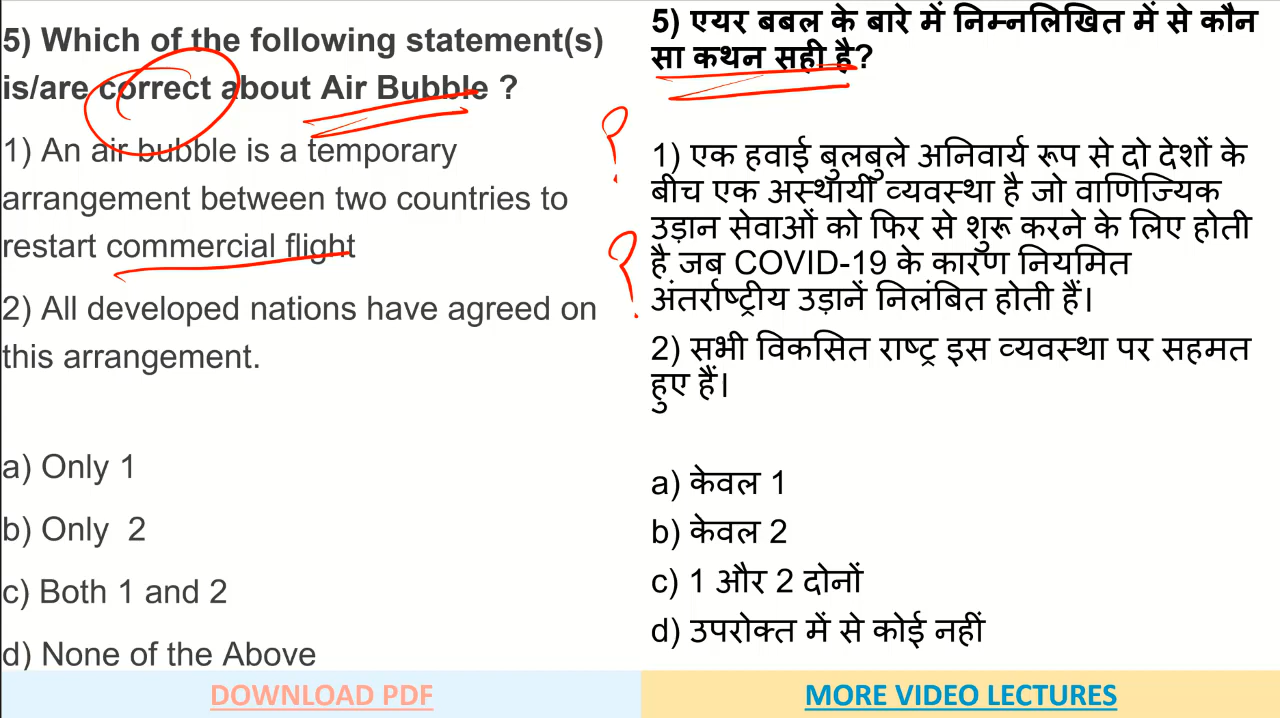 5) Which of the following statement(s)
is/are correct about Air Bubble ?
1) An air bubble is a temporary
arrangement between two countries to
restart commercial flight
2) All developed nations have agreed on
this arrangement.
a) Only 1
b) Only  2
c) Both 1 and 2
d) None of the Above
DOWNLOAD PDF
5) एयर बबल के बारे में निम्नलिखित में से कौन
सा कथन सही है?
1) एक हवाई बुलबुले अनिवार्य रूप से दो देशों के
बीच एक अस्थायी व्यवस्था है जो वाणिज्यिक
उड़ान सेवाओं को फिर से शुरू करने के लिए होती
है जब COVID-19 के कारण नियमित
अंतर्राष्ट्रीय उड़ानें निलंबित होती हैं।
2) सभी विकसित राष्ट्र इस व्यवस्था पर सहमत
हुए हैं।
a) केवल 1
b) केवल 2
c) 1 और 2 दोनों
d) उपरोक्त में से कोई नहीं
MORE VIDEO LECTURES